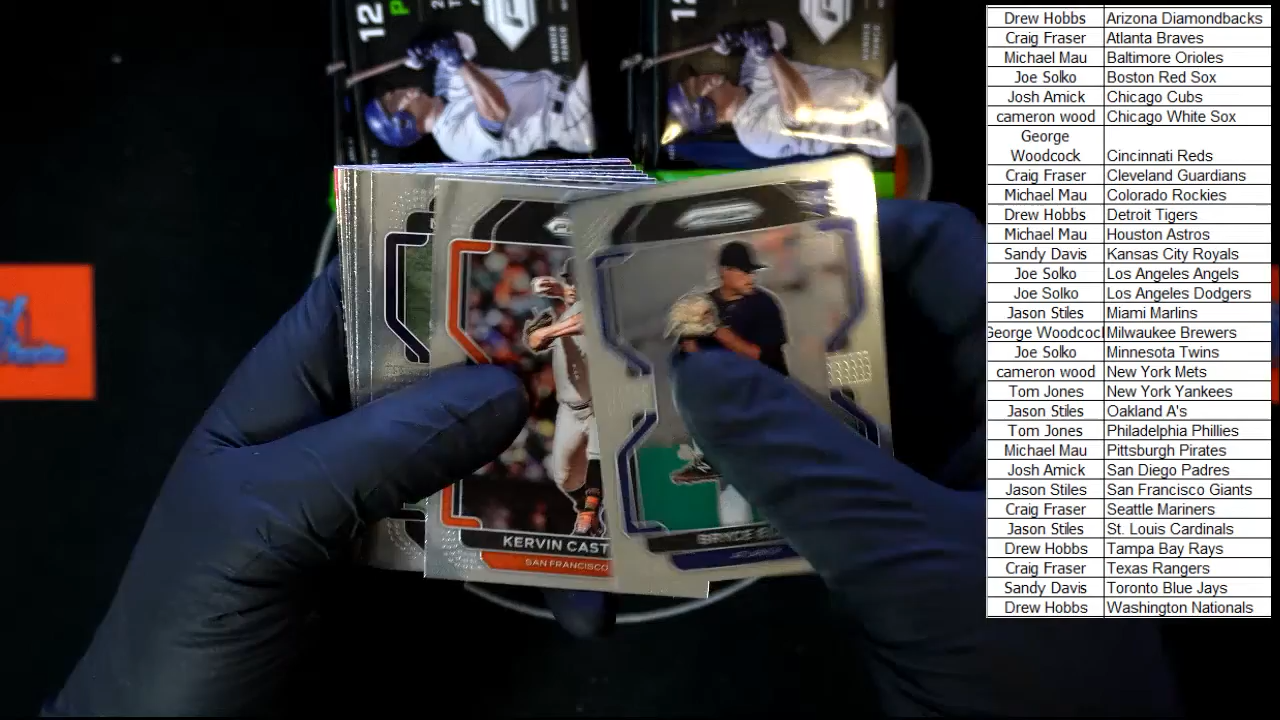 12
12
WANDER
FRANCO
WANDER
FRANCO
KERVIN CAST
SAN FRANCISCO
BRYCE
Drew Hobbs Arizona Diamondbacks
Craig Fraser Atlanta Braves
Michael Mau Baltimore Orioles
Joe Solko Boston Red Sox
Josh Amick Chicago Cubs
cameron wood Chicago White Sox
George
Woodcock Cincinnati Reds
Craig Fraser Cleveland Guardians
Michael Mau Colorado Rockies
Drew Hobbs Detroit Tigers
Michael Mau Houston Astros
Sandy Davis Kansas City Royals
Joe Solko Los Angeles Angels
Joe Solko Los Angeles Dodgers
Jason Stiles Miami Marlins
George Woodcocl Milwaukee Brewers
Joe Solko Minnesota Twins
cameron wood New York Mets
Tom Jones New York Yankees
Jason Stiles Oakland A's
Tom Jones Philadelphia Phillies
Michael Mau Pittsburgh Pirates
Josh Amick San Diego Padres
Jason Stiles San Francisco Giants
Craig Fraser Seattle Mariners
Jason Stiles St. Louis Cardinals
Drew Hobbs Tampa Bay Rays
Craig Fraser Texas Rangers
Sandy Davis Toronto Blue Jays
Drew Hobbs Washington Nationals